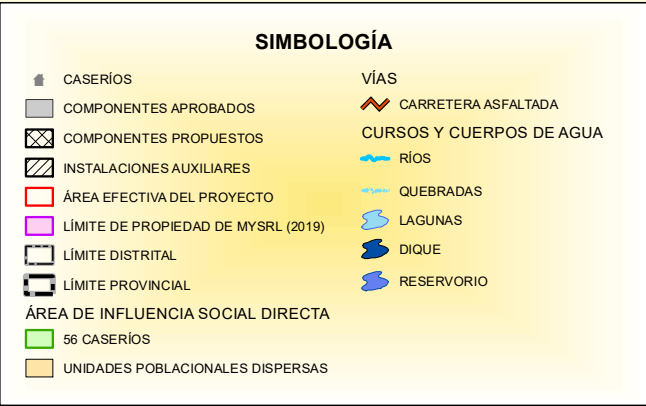 SIMBOLOGÍA
CASERÍOS
COMPONENTES APROBADOS
COMPONENTES PROPUESTOS
INSTALACIONES AUXILIARES
ÁREA EFECTIVA DEL PROYECTO
LÍMITE DE PROPIEDAD DE MYSRL (2019)
LÍMITE DISTRITAL
LÍMITE PROVINCIAL
ÁREA DE INFLUENCIA SOCIAL DIRECTA
56 CASERÍOS
UNIDADES POBLACIONALES DISPERSAS
VÍAS
CARRETERA ASFALTADA
CURSOS Y CUERPOS DE AGUA
RÍOS
QUEBRADAS
LAGUNAS
DIQUE
RESERVORIO